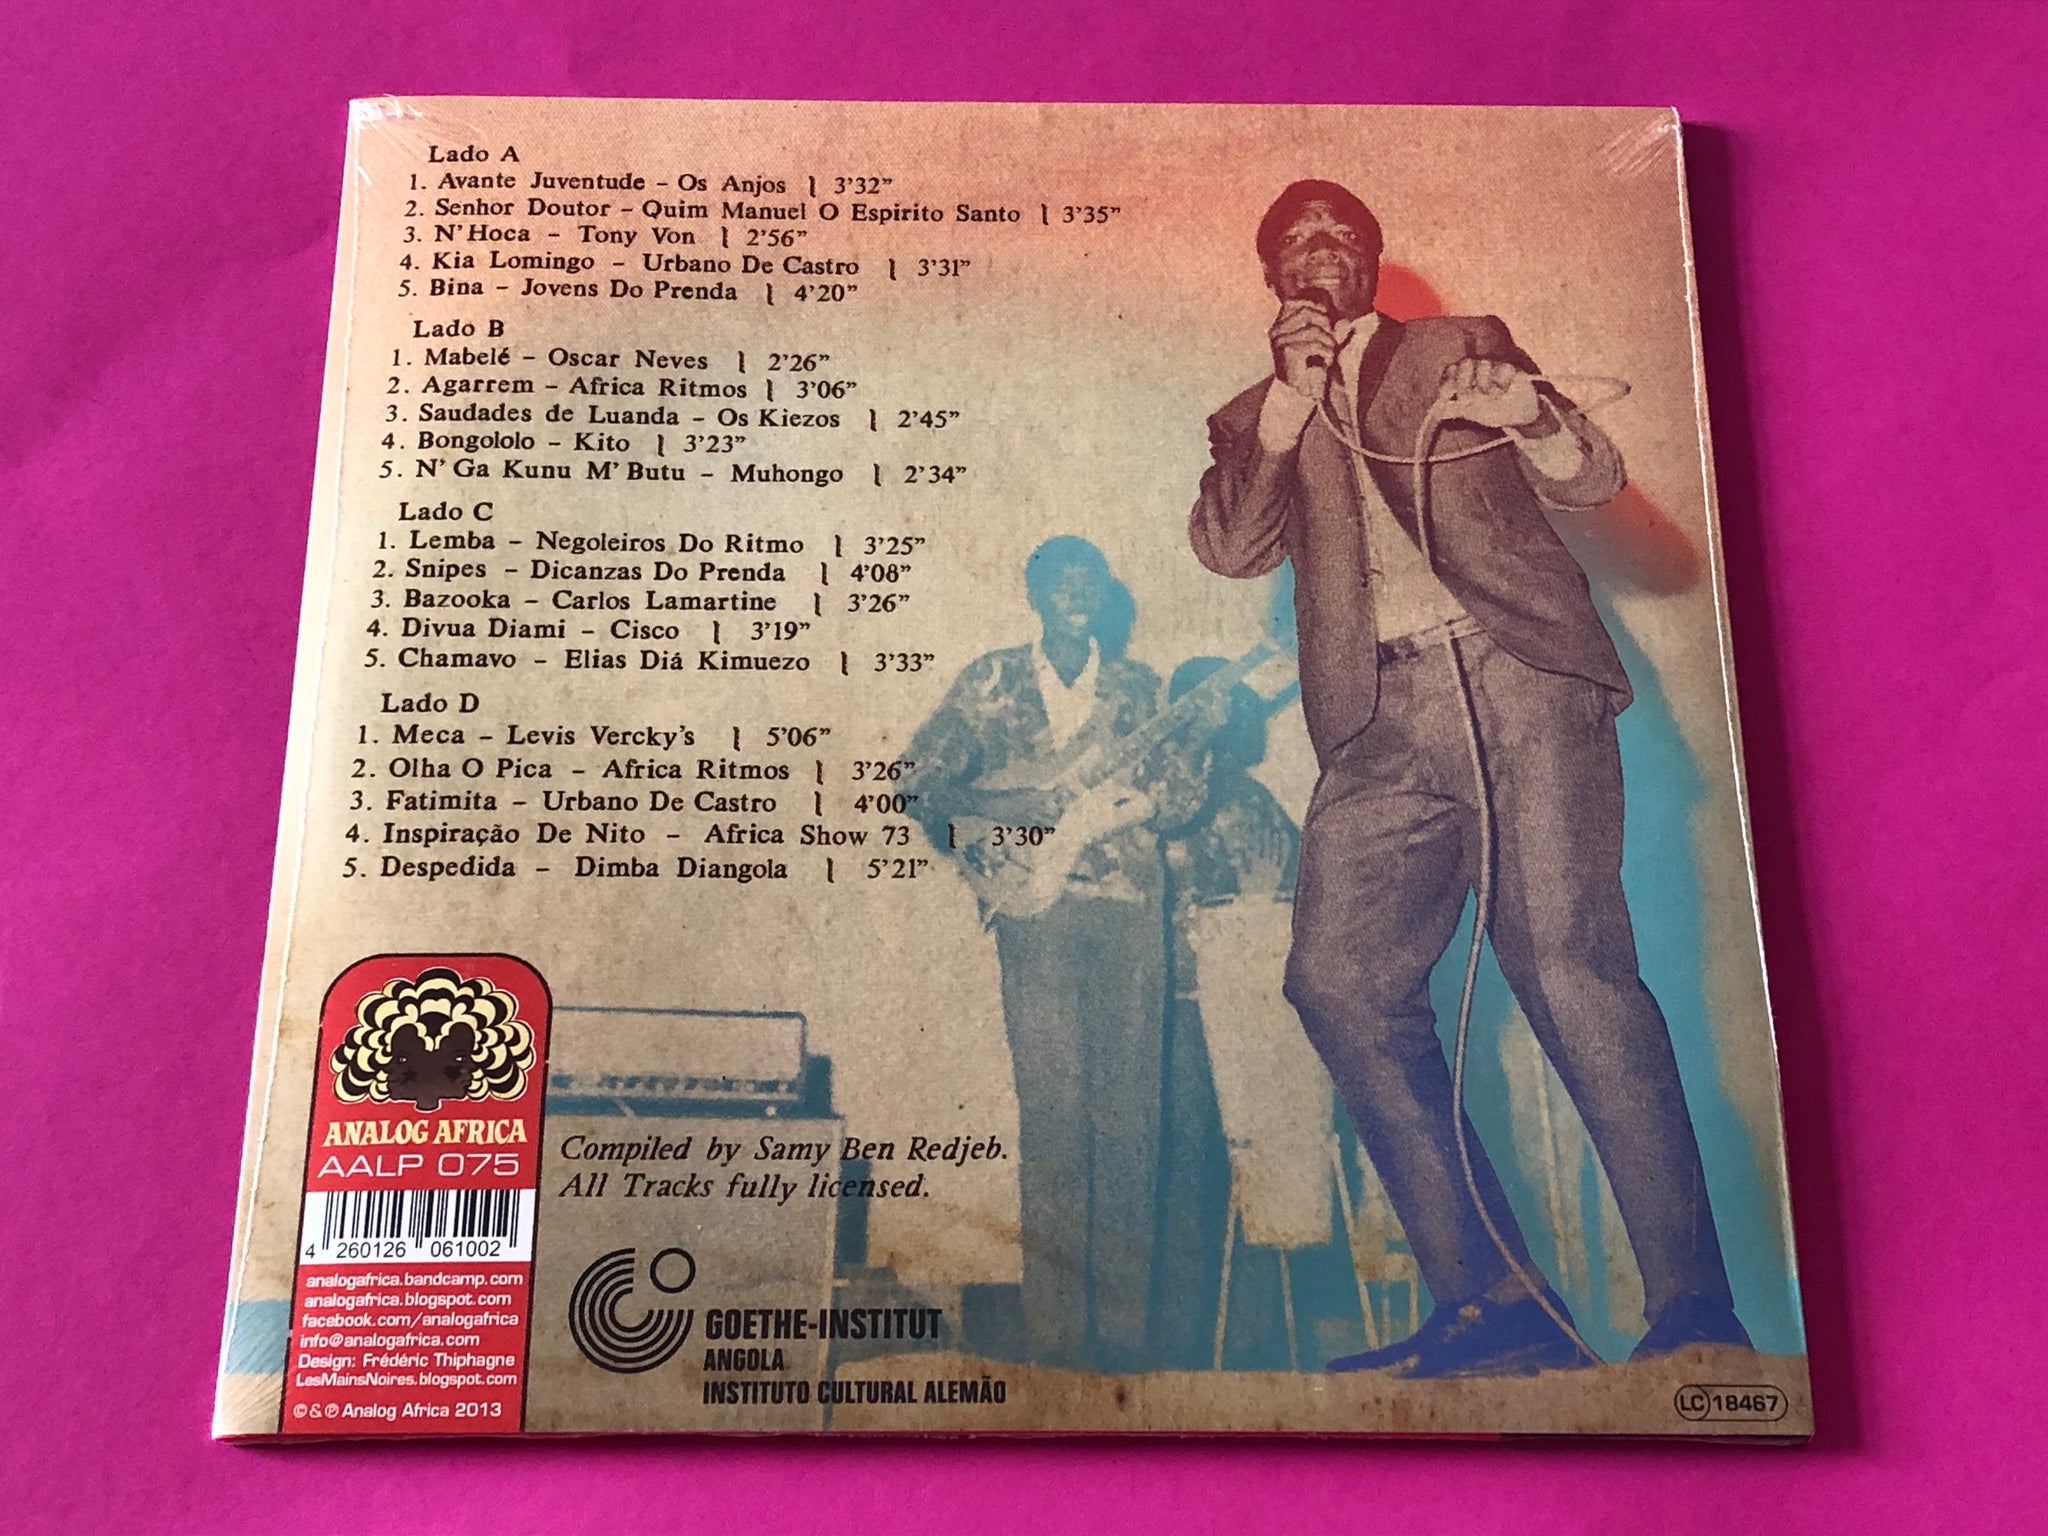 Lado A
1. Avante Juventude - Os Anjos | 3'32"
2. Senhor Doutor - Quim Manuel O Espirito Santo | 3'35"
3. N'Hoca - Tony Von | 2'56"
4. Kia Lomingo - Urbano De Castro | 3'31"
5. Bina - Jovens Do Prenda | 4'20"
Lado B
1. Mabelé - Oscar Neves | 2'26"
2. Agarrem - Africa Ritmos | 3'06"
3. Saudades de Luanda - Os Kiezos | 2'45"
4. Bongololo - Kito | 3'23"
5. N'Ga Kunu M'Butu - Muhongo | 2'34"
Lado C
1. Lemba - Negoleiros Do Ritmo | 3'25"
2. Snipes - Dicanzas Do Prenda | 4'08"
3. Bazooka - Carlos Lamartine | 3'26"
4. Divua Diami - Cisco | 3'19"
5. Chamavo - Elias Diá Kimuezo | 3'33"
Lado D
1. Meca - Levis Vercky's | 5'06"
2. Olha O Pica - Africa Ritmos | 3'26"
3. Fatimita - Urbano De Castro | 4'00"
4. Inspiração De Nito - Africa Show 73 | 3'30"
5. Despedida - Dimba Diangola | 5'21"
ANALOG AFRICA
AALP 075
4 260126 061002
analogafrica.bandcamp.com
analogafrica.blogspot.com
facebook.com/analogafrica
info@analogafrica.com
Design: Frédéric Thiphagne
LesMainsNoires.blogspot.com
© & ℗ Analog Africa 2013
Compiled by Samy Ben Redjeb.
All Tracks fully licensed.
GOETHE-INSTITUT
ANGOLA
INSTITUTO CULTURAL ALEMÃO
LC 18467